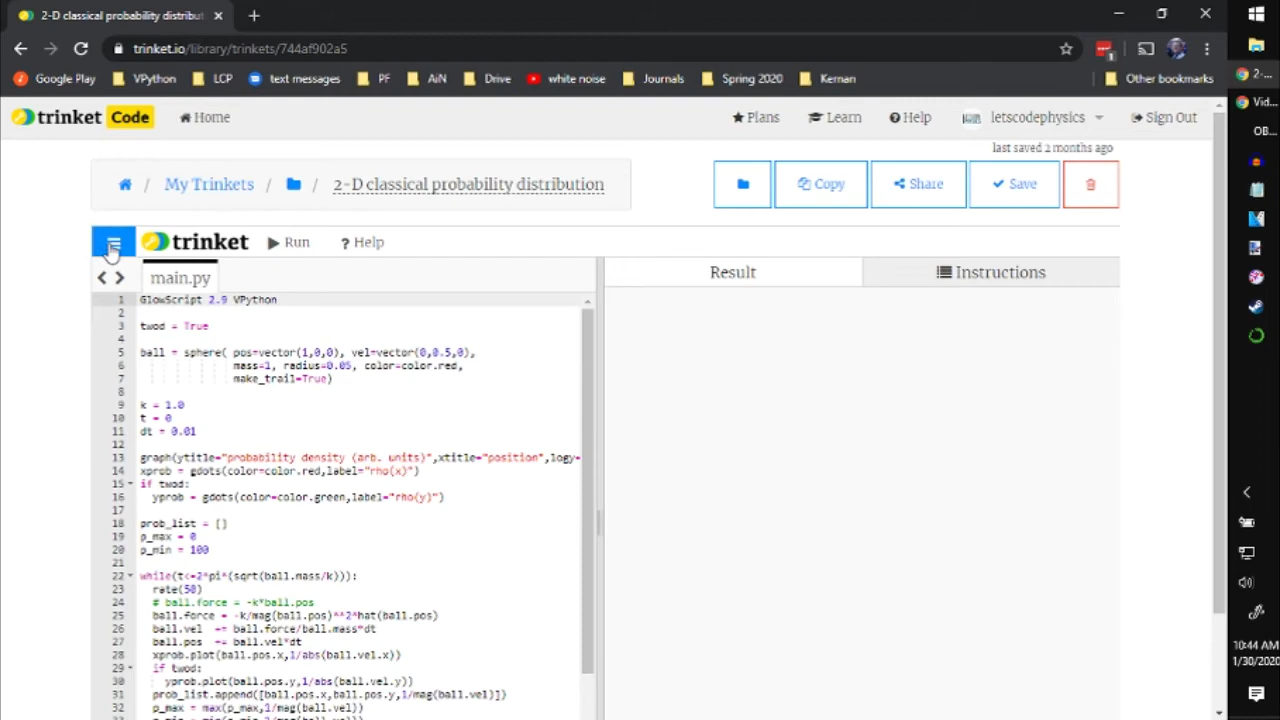 2-D classical probability distribut
trinket.io/library/trinkets/744af902a5
1
Google Play VPython LCP text messages PF AiN Drive white noise Journals Spring 2020 Kernan Other bookmarks
trinket Code Home Plans Learn Help letscodephysics Sign Out
last saved 2 months ago
/ My Trinkets / / 2-D classical probability distribution Copy Share Save
trinket Run ? Help
main.py Result Instructions
1 GlowScript 2.9 VPython
2
3 twod = True
4
5 ball = sphere( pos=vector(1,0,0), vel=vector(0,0.5,0),
6 mass=1, radius=0.05, color=color.red,
7 make_trail=True)
8
9 k = 1.0
10 t = 0
11 dt = 0.01
12
13 graph(ytitle="probability density (arb. units)",xtitle="position",logy=
14 xprob = gdots(color=color.red,label="rho(x)")
15 if twod:
16 yprob = gdots(color=color.green,label="rho(y)")
17
18 prob_list = []
19 p_max = 0
20 p_min = 100
21
22 while(t<=2*pi*(sqrt(ball.mass/k))):
23 rate(50)
24 # ball.force = -k*ball.pos
25 ball.force = -k/mag(ball.pos)**2*hat(ball.pos)
26 ball.vel += ball.force/ball.mass*dt
27 ball.pos += ball.vel*dt
28 xprob.plot(ball.pos.x,1/abs(ball.vel.x))
29 if twod:
30 yprob.plot(ball.pos.y,1/abs(ball.vel.y))
31 prob_list.append([ball.pos.x,ball.pos.y,1/mag(ball.vel)])
32 p_max = max(p_max,1/mag(ball.vel))
2-...
Vid...
OB...
10:44 AM
1/30/2020